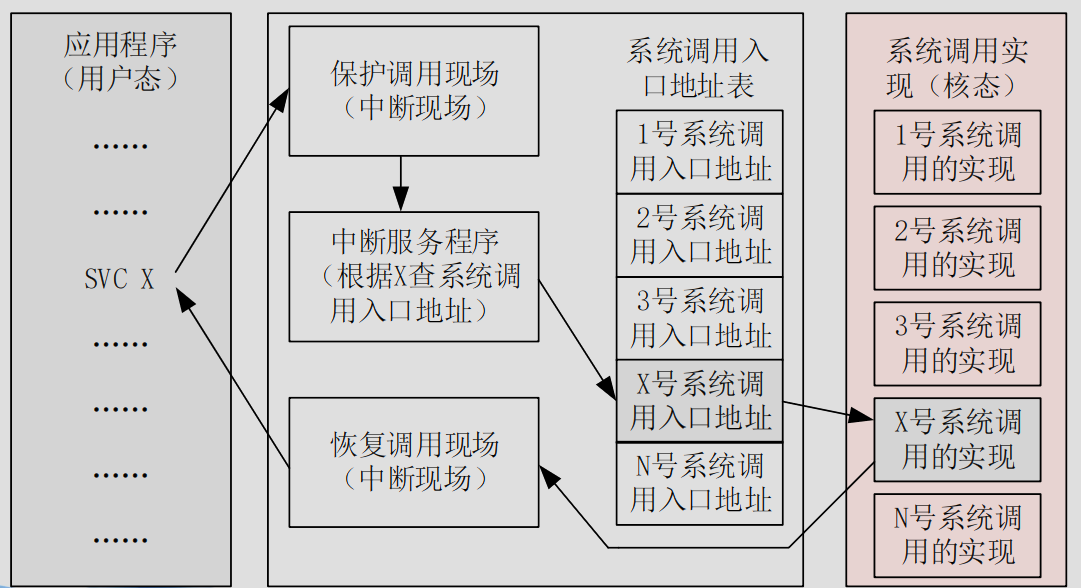 应用程序
（用户态）
......
......
SVC X
......
......
......
......
保护调用现场
（中断现场）
中断服务程序
（根据X查系统调
用入口地址）
恢复调用现场
（中断现场）
系统调用入
口地址表
1号系统调
用入口地址
2号系统调
用入口地址
3号系统调
用入口地址
X号系统调
用入口地址
N号系统调
用入口地址
系统调用实
现（核态）
1号系统调
用的实现
2号系统调
用的实现
3号系统调
用的实现
X号系统调
用的实现
N号系统调
用的实现